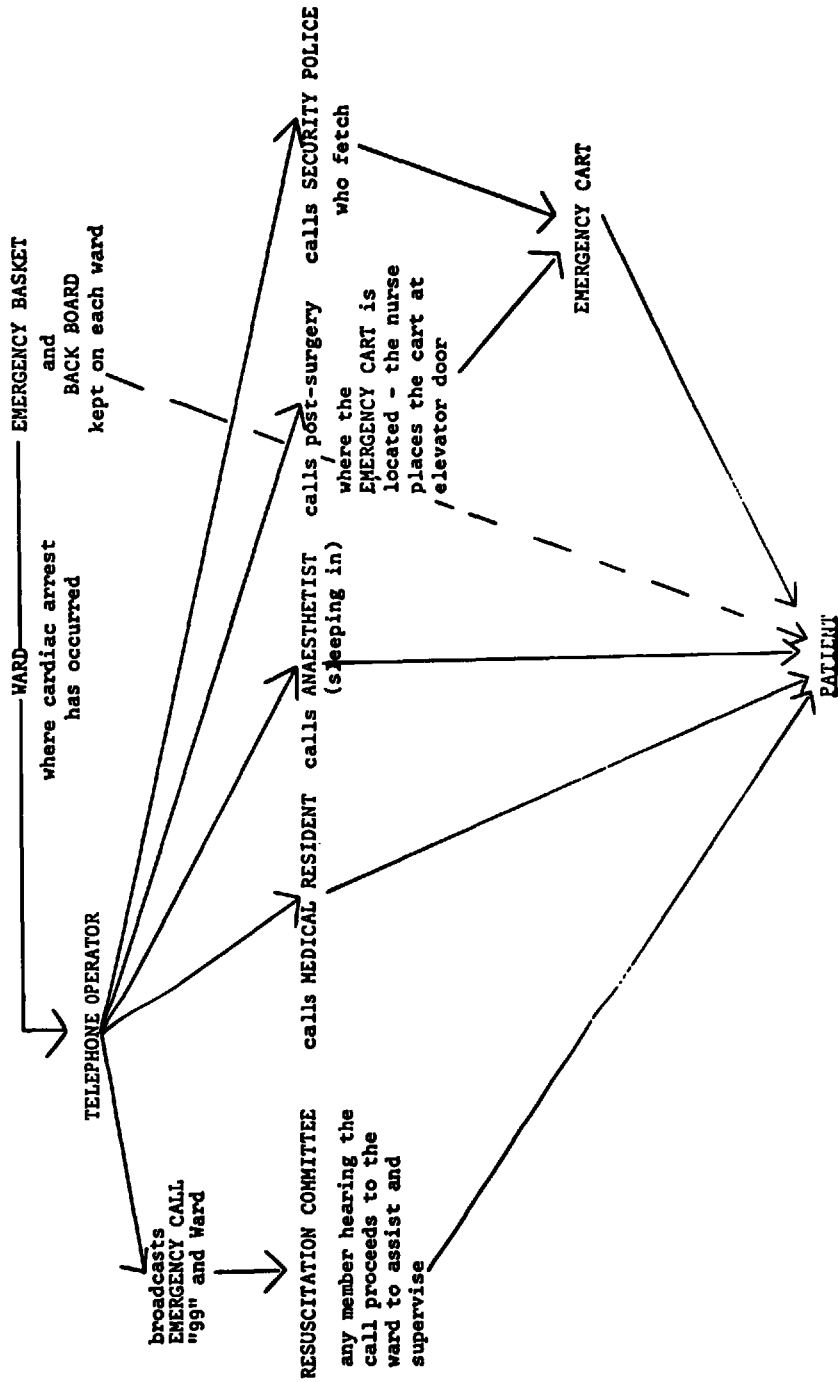 WARD
where cardiac arrest
has occurred
EMERGENCY BASKET
and
BACK BOARD
kept on each ward
TELEPHONE OPERATOR
broadcasts
EMERGENCY CALL
"99" and Ward
RESUSCITATION COMMITTEE
any member hearing the
call proceeds to the
ward to assist and
supervise
calls MEDICAL RESIDENT
calls ANAESTHETIST
(sleeping in)
calls post-surgery
where the
EMERGENCY CART is
located - the nurse
places the cart at
elevator door
calls SECURITY POLICE
who fetch
EMERGENCY CART
PATIENT